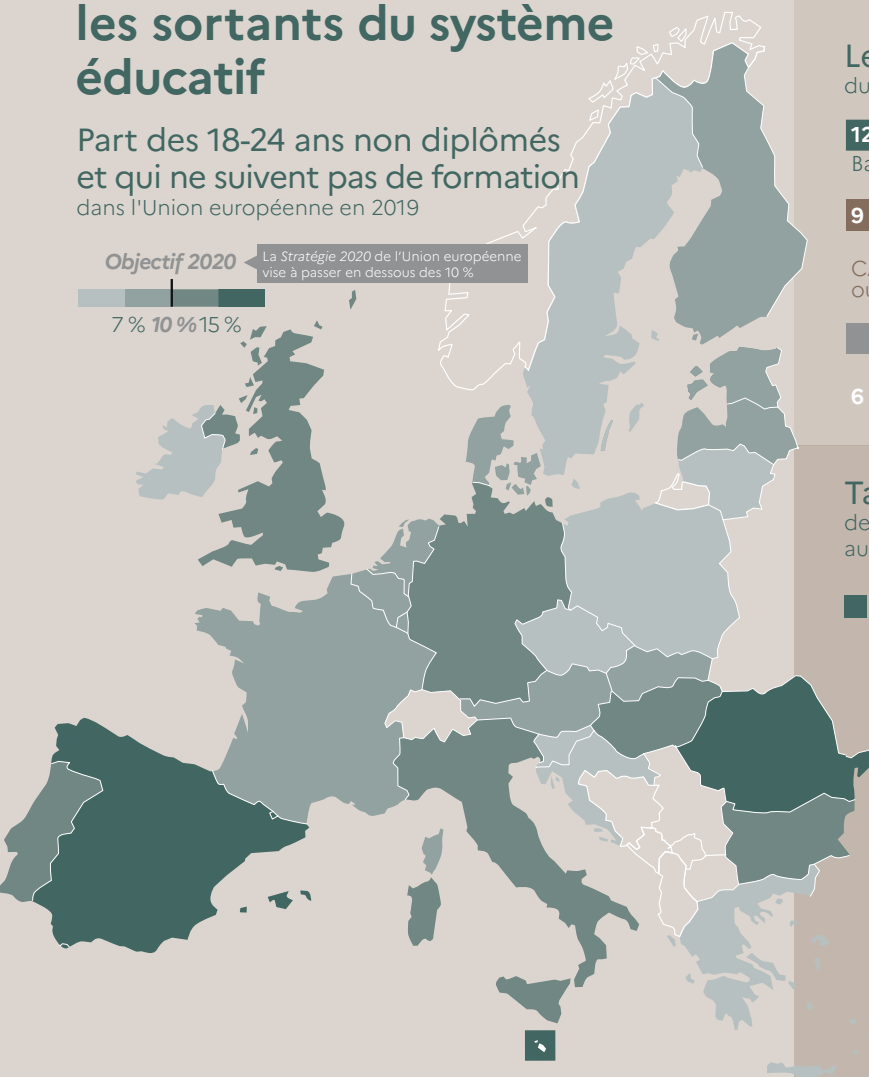 les sortants du système
éducatif
Part des 18-24 ans non diplômés
et qui ne suivent pas de formation
dans l'Union européenne en 2019
Objectif 2020
La Stratégie 2020 de l'Union européenne
vise à passer en dessous des 10 %
7 % 10 % 15 %
Le
du
12
Ba
9
ou
6
Ta
de
au